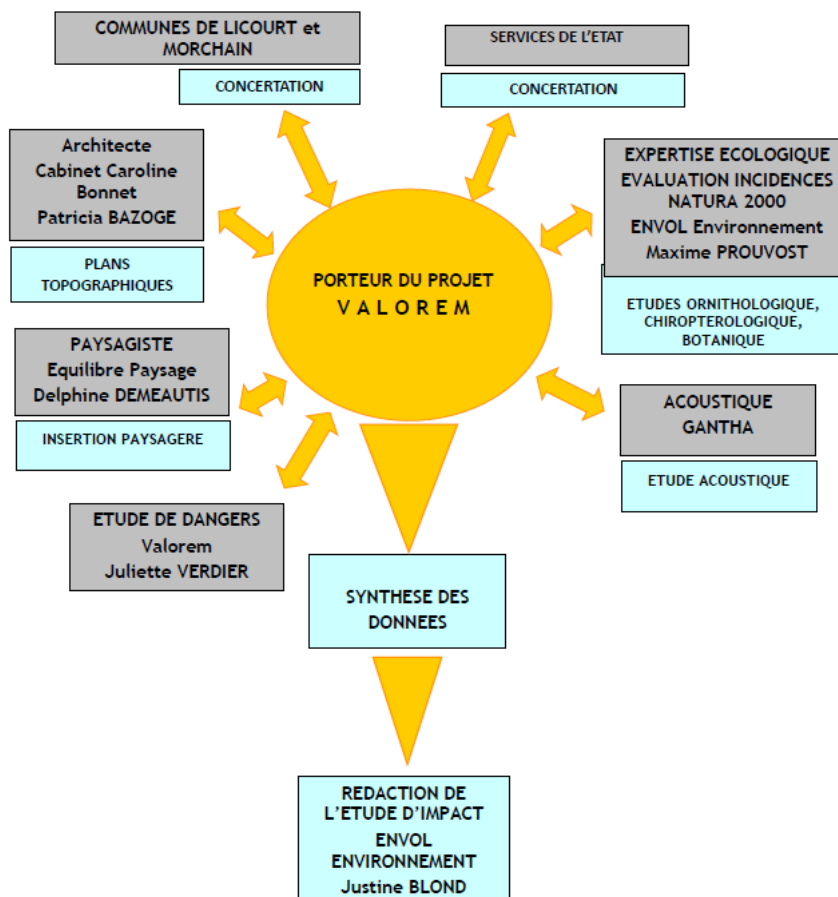 COMMUNES DE LICOURT et
MORCHAIN
CONCERTATION
SERVICES DE L'ETAT
CONCERTATION
Architecte
Cabinet Caroline
Bonnet
Patricia BAZOGE
PLANS
TOPOGRAPHIQUES
EXPERTISE ECOLOGIQUE
EVALUATION INCIDENCES
NATURA 2000
ENVOL Environnement
Maxime PROUVOST
ETUDES ORNITHOLOGIQUE,
CHIROPTEROLOGIQUE,
BOTANIQUE
PORTEUR DU PROJET
V A L O R E M
PAYSAGISTE
Equilibre Paysage
Delphine DEMEAUTIS
INSERTION PAYSAGERE
ACOUSTIQUE
GANTHA
ETUDE ACOUSTIQUE
ETUDE DE DANGERS
Valorem
Juliette VERDIER
SYNTHESE DES
DONNEES
REDACTION DE
L'ETUDE D'IMPACT
ENVOL
ENVIRONNEMENT
Justine BLOND